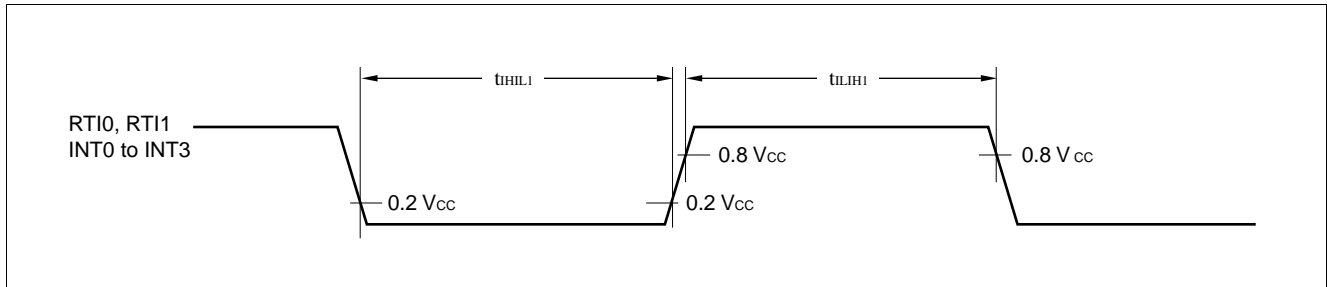 tIHIL1 tILIH1
RTI0, RTI1
INT0 to INT3
0.8 VCC 0.8 VCC
0.2 VCC 0.2 VCC